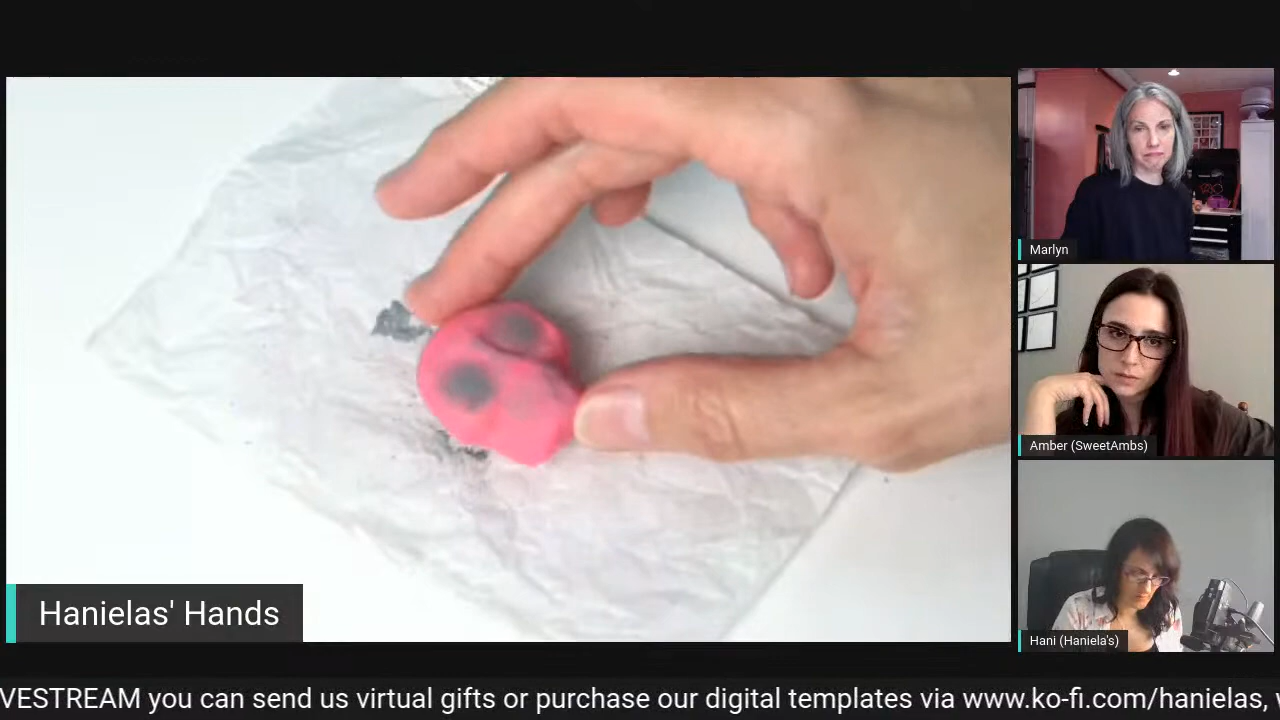 Marlyn
Amber (SweetAmbs)
Hanielas' Hands
Hani (Haniela's)
VESTREAM you can send us virtual gifts or purchase our digital templates via www.ko-fi.com/hanielas,